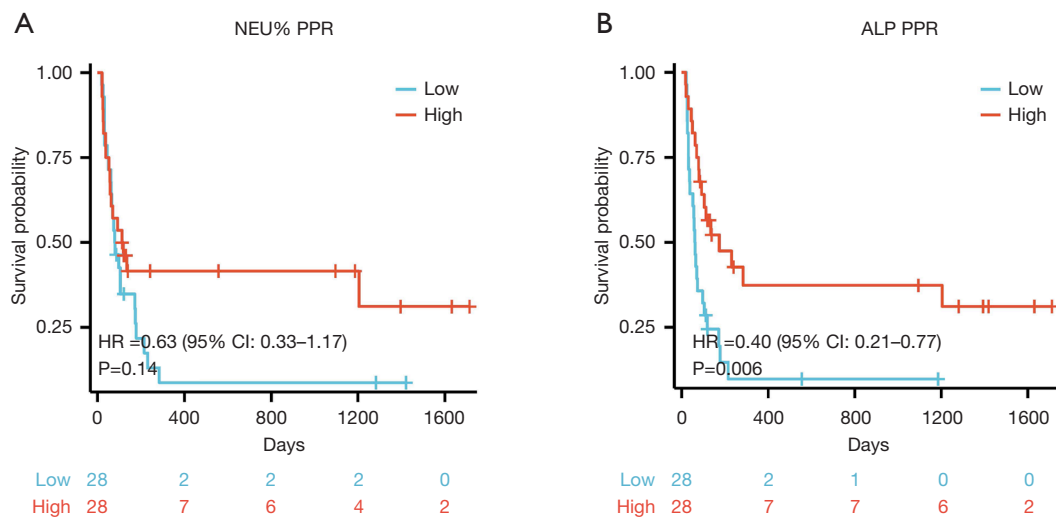 A
NEU% PPR
Survival probability
1.00
0.75
0.50
0.25
Low
High
HR =0.63 (95% CI: 0.33–1.17)
P=0.14
0 400 800 1200 1600
Days
Low 28 2 2 2 0
High 28 7 6 4 2
B
ALP PPR
Survival probability
1.00
0.75
0.50
0.25
Low
High
HR =0.40 (95% CI: 0.21–0.77)
P=0.006
0 400 800 1200 1600
Days
Low 28 2 1 0 0
High 28 7 7 6 2